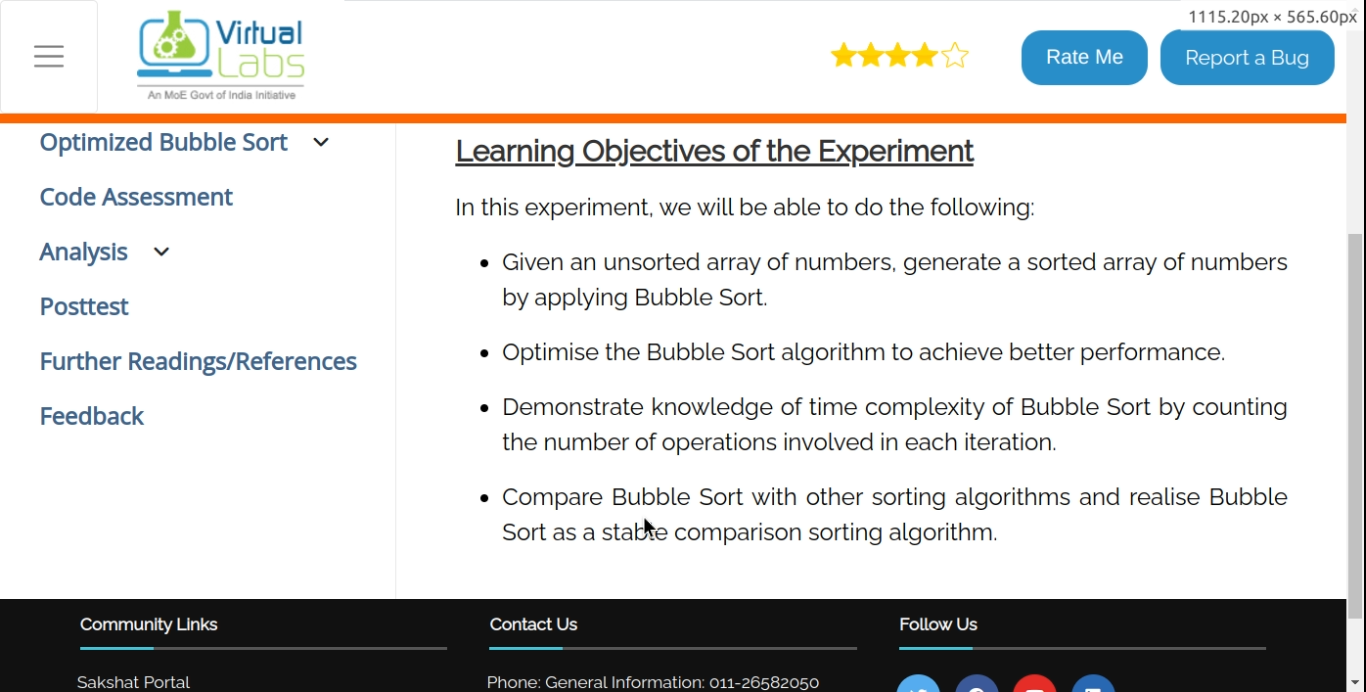 1115.20px × 565.60px
Virtual
Labs
An MoE Govt of India Initiative
Rate Me
Report a Bug
Optimized Bubble Sort
Code Assessment
Analysis
Posttest
Further Readings/References
Feedback
Learning Objectives of the Experiment
In this experiment, we will be able to do the following:
• Given an unsorted array of numbers, generate a sorted array of numbers
by applying Bubble Sort.
• Optimise the Bubble Sort algorithm to achieve better performance.
• Demonstrate knowledge of time complexity of Bubble Sort by counting
the number of operations involved in each iteration.
• Compare Bubble Sort with other sorting algorithms and realise Bubble
Sort as a stable comparison sorting algorithm.
Community Links
Sakshat Portal
Contact Us
Phone: General Information: 011-26582050
Follow Us